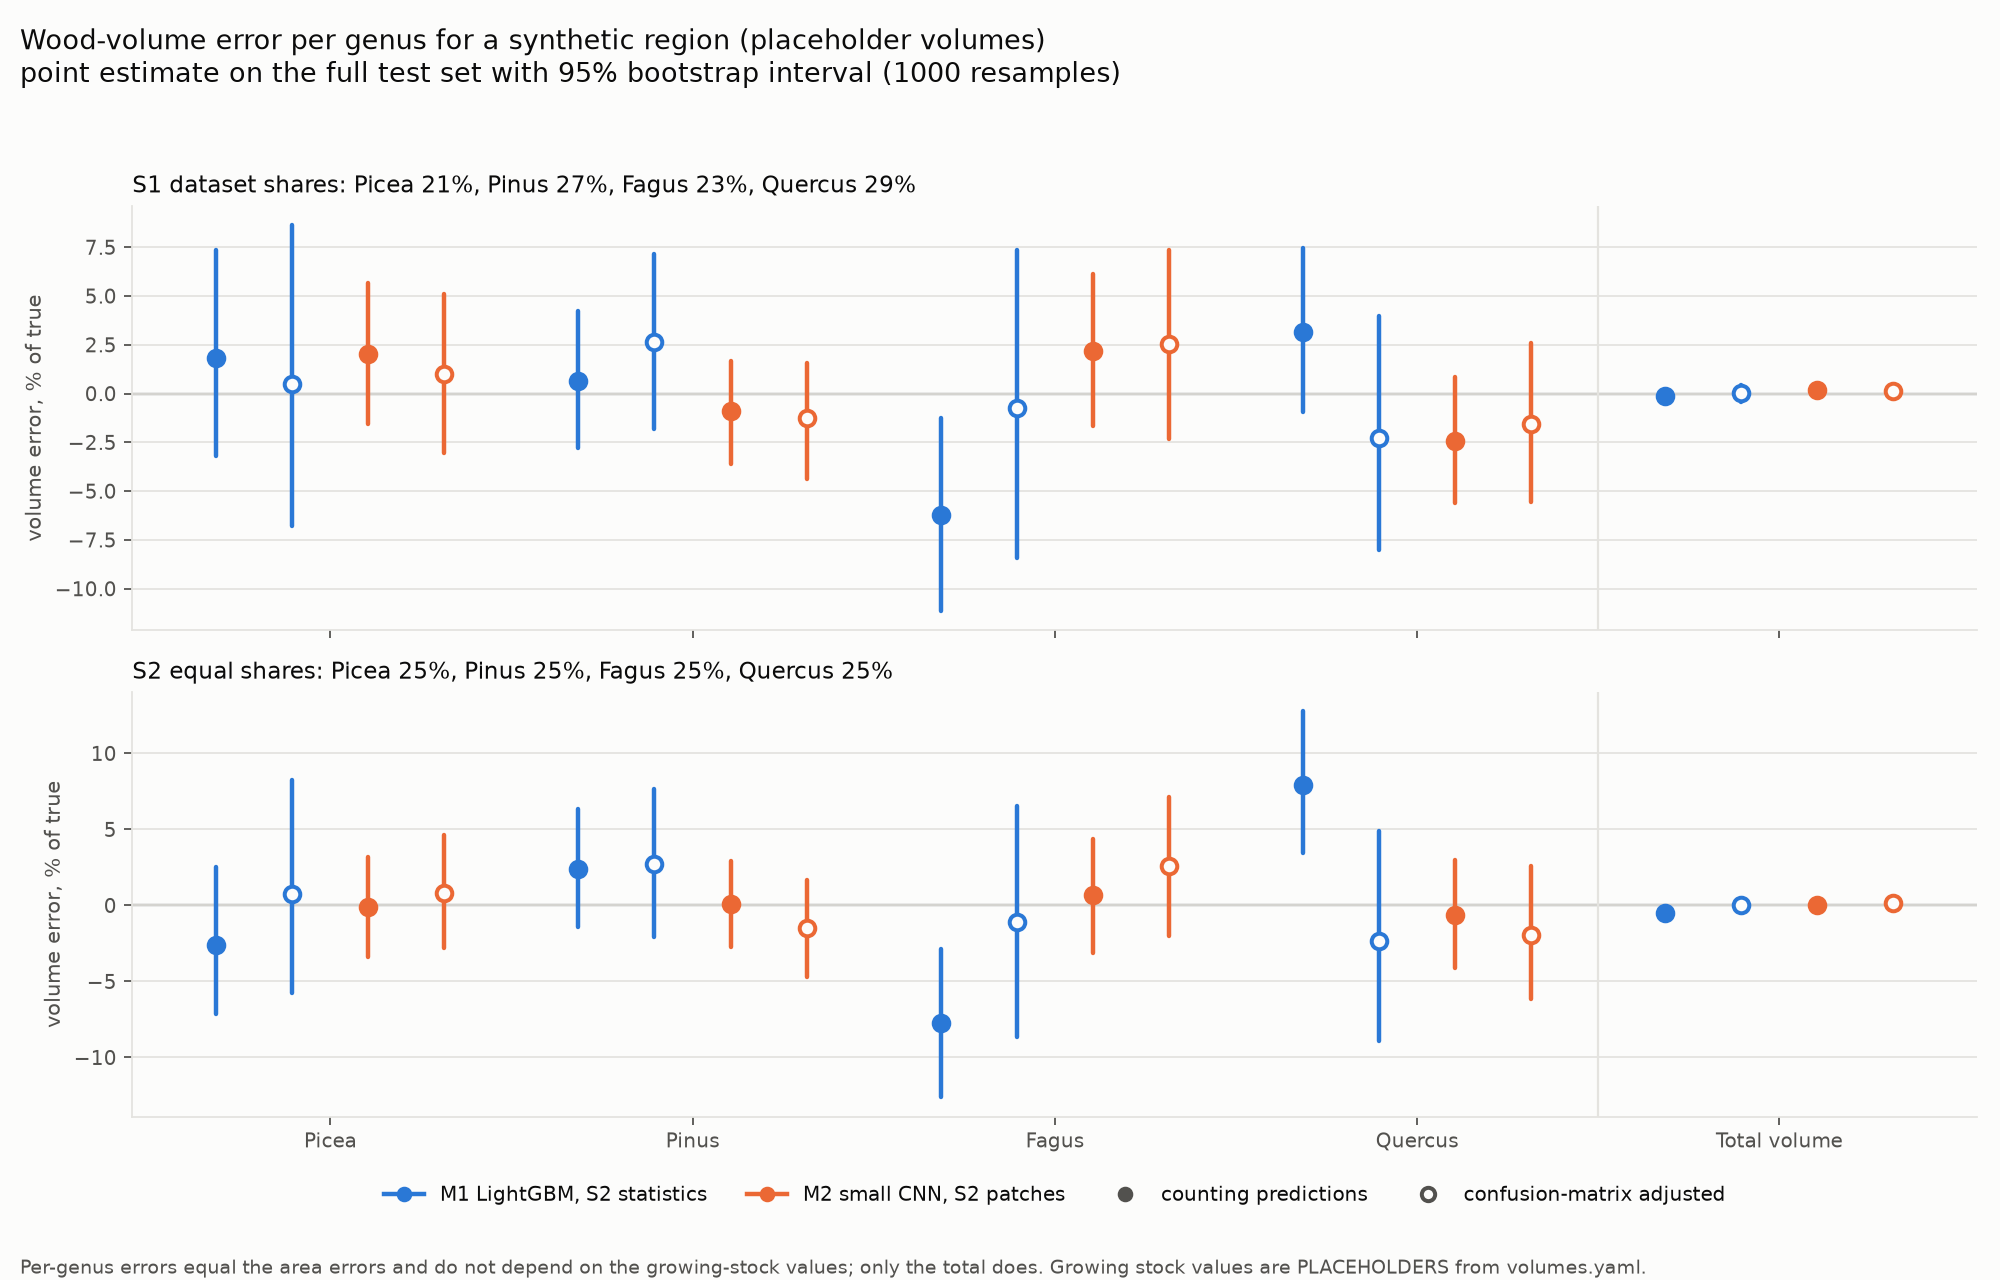 Wood-volume error per genus for a synthetic region (placeholder volumes)
point estimate on the full test set with 95% bootstrap interval (1000 resamples)
S1 dataset shares: Picea 21%, Pinus 27%, Fagus 23%, Quercus 29%
volume error, % of true
7.5
5.0
2.5
0.0
−2.5
−5.0
−7.5
−10.0
S2 equal shares: Picea 25%, Pinus 25%, Fagus 25%, Quercus 25%
volume error, % of true
10
5
0
−5
−10
Picea Pinus Fagus Quercus Total volume
M1 LightGBM, S2 statistics M2 small CNN, S2 patches counting predictions confusion-matrix adjusted
Per-genus errors equal the area errors and do not depend on the growing-stock values; only the total does. Growing stock values are PLACEHOLDERS from volumes.yaml.